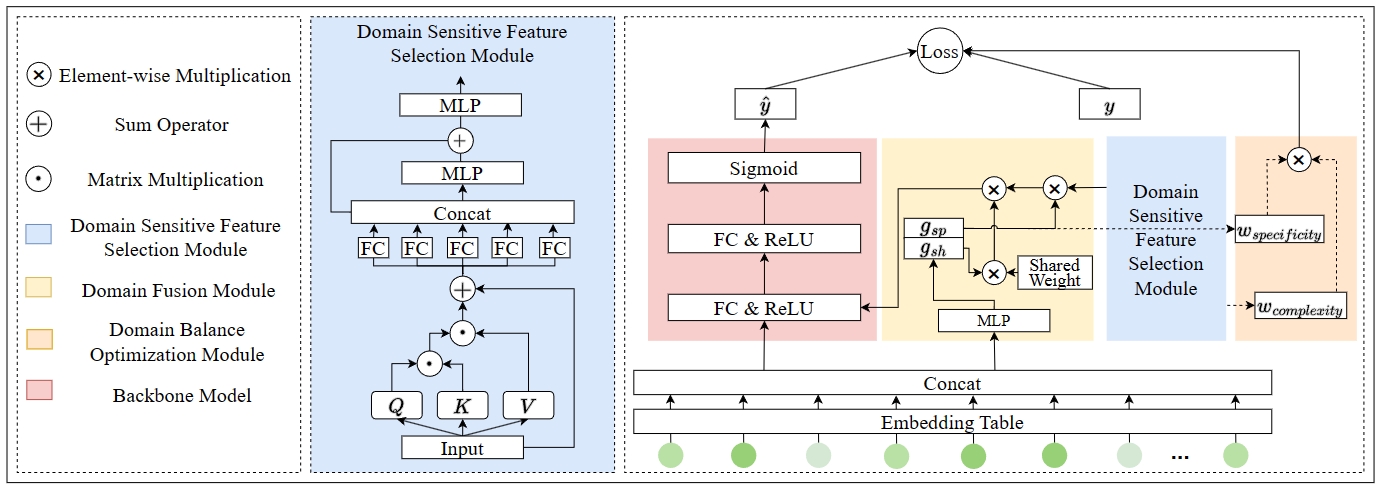 Element-wise Multiplication
Sum Operator
Matrix Multiplication
Domain Sensitive Feature
Selection Module
Domain Fusion Module
Domain Balance
Optimization Module
Backbone Model
Domain Sensitive Feature
Selection Module
MLP
MLP
Concat
FC FC FC FC FC
Q K V
Input
Loss
ŷ
y
Sigmoid
FC & ReLU
FC & ReLU
g_{sp}
g_{sh}
Shared
Weight
MLP
Domain
Sensitive
Feature
Selection
Module
w_{specificity}
w_{complexity}
Concat
Embedding Table
...